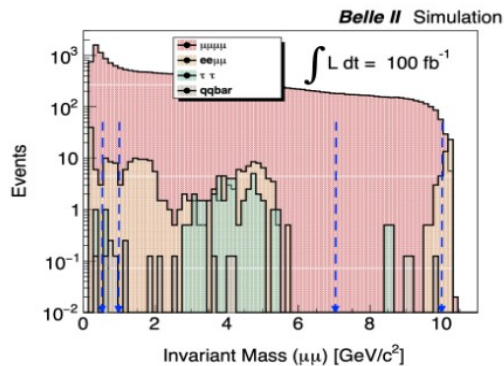 Belle II Simulation
μμμμ
eeμμ
τ τ
qqbar
∫ L dt = 100 fb⁻¹
Events
10³
10²
10
1
10⁻¹
10⁻²
0 2 4 6 8 10
Invariant Mass (μμ) [GeV/c²]